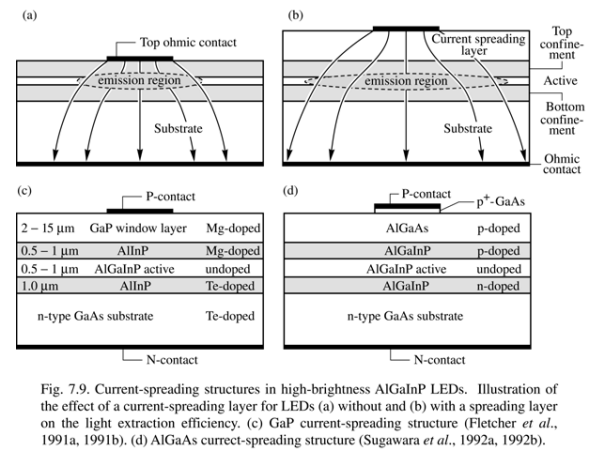 (a)
Top ohmic contact
emission region
Substrate
(b)
Current spreading
layer
emission region
Substrate
Top
confine-
ment
Active
Bottom
confine-
ment
Ohmic
contact
(c)
P-contact
2 – 15 μm GaP window layer Mg-doped
0.5 – 1 μm AlInP Mg-doped
0.5 – 1 μm AlGaInP active undoped
1.0 μm AlInP Te-doped
n-type GaAs substrate Te-doped
N-contact
(d)
P-contact
p+-GaAs
AlGaAs p-doped
AlGaInP p-doped
AlGaInP active undoped
AlGaInP n-doped
n-type GaAs substrate
N-contact
Fig. 7.9. Current-spreading structures in high-brightness AlGaInP LEDs. Illustration of
the effect of a current-spreading layer for LEDs (a) without and (b) with a spreading layer
on the light extraction efficiency. (c) GaP current-spreading structure (Fletcher et al.,
1991a, 1991b). (d) AlGaAs currect-spreading structure (Sugawara et al., 1992a, 1992b).